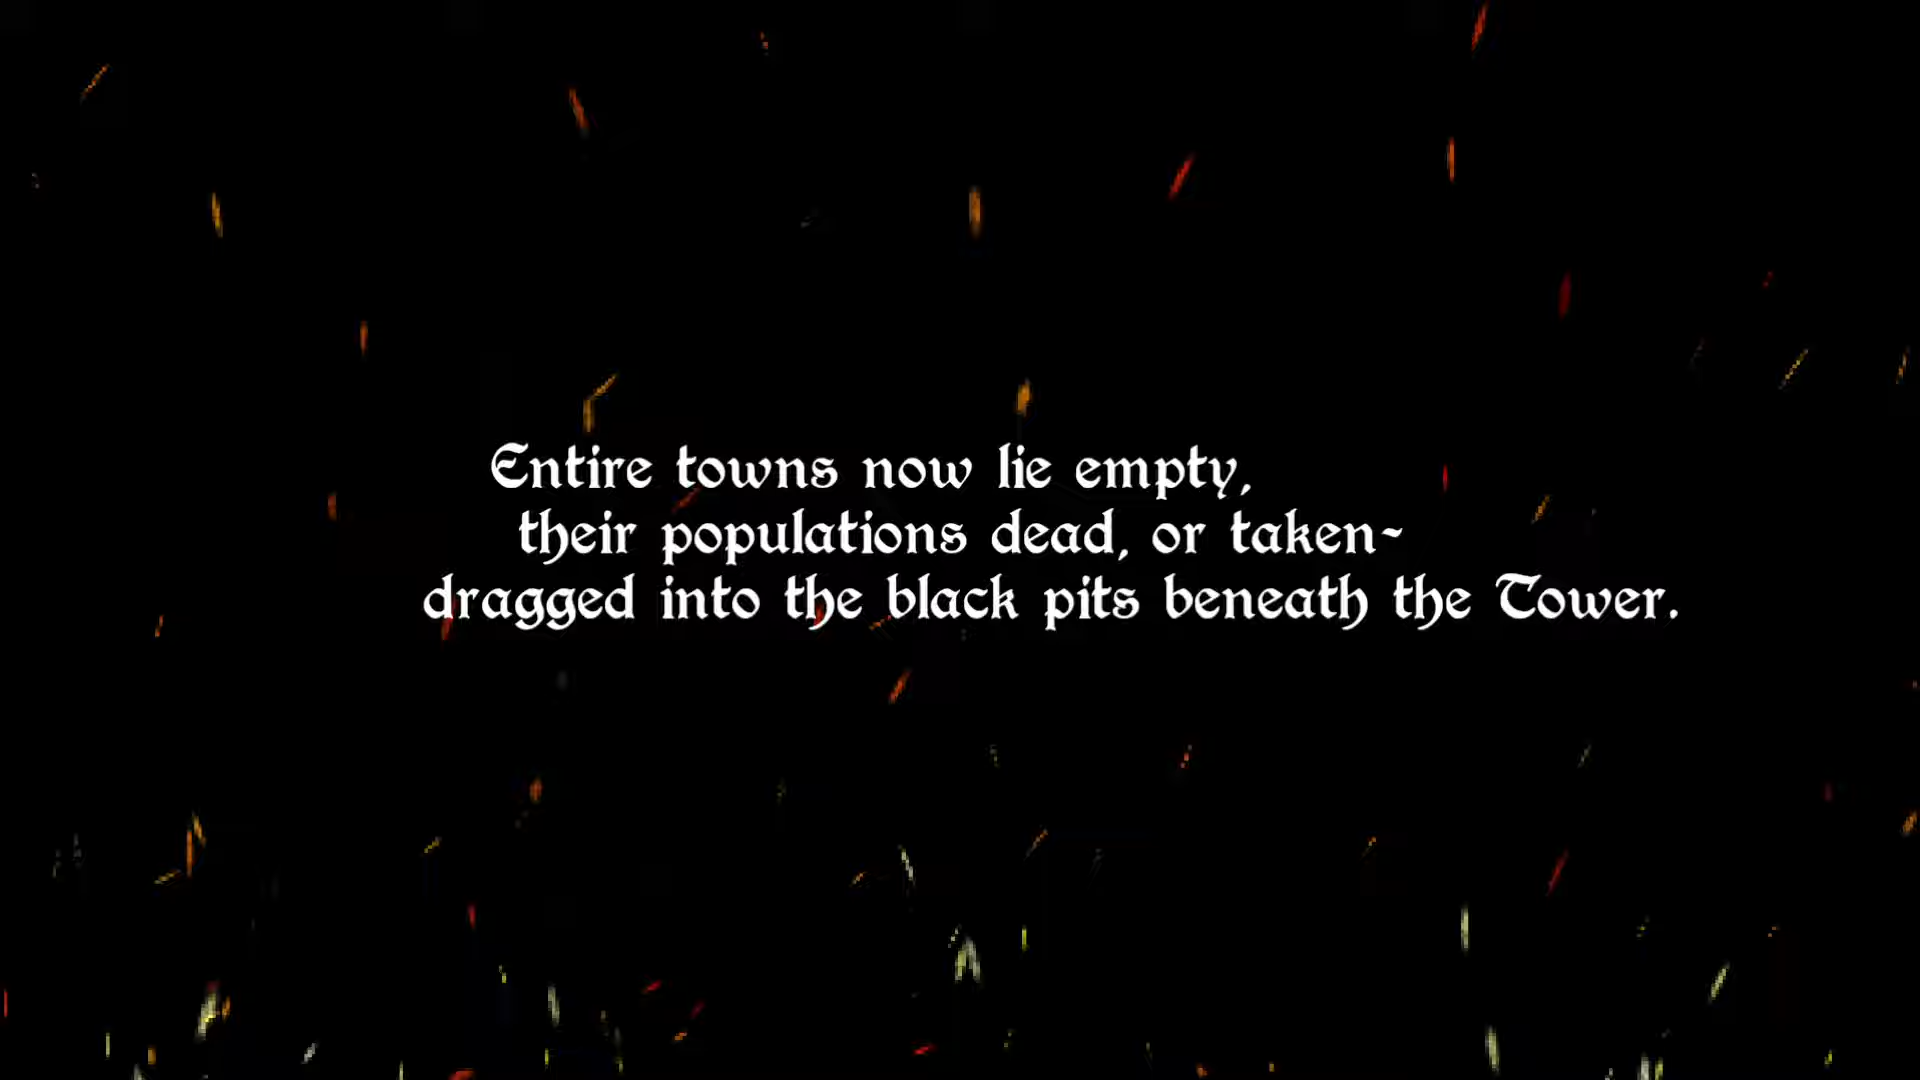 Entire towns now lie empty,
their populations dead, or taken-
dragged into the black pits beneath the Tower.